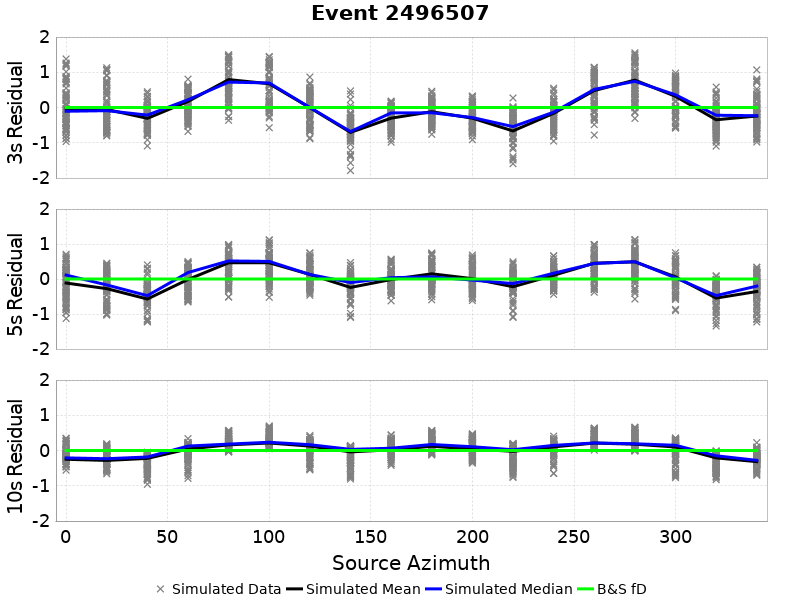 Event 2496507
2
1
0
-1
-2
3s Residual
2
1
0
-1
-2
5s Residual
2
1
0
-1
-2
10s Residual
0 50 100 150 200 250 300
Source Azimuth
Simulated Data Simulated Mean Simulated Median B&S fD